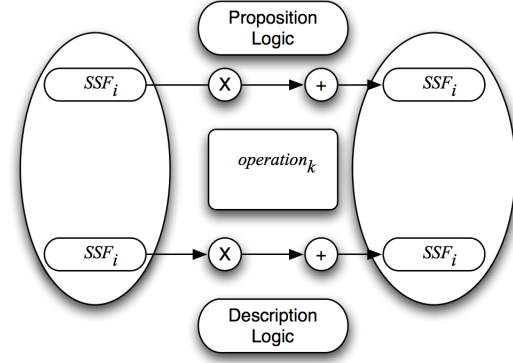 Proposition
Logic
SSF_i X + SSF_i
operation_k
SSF_i X + SSF_i
Description
Logic